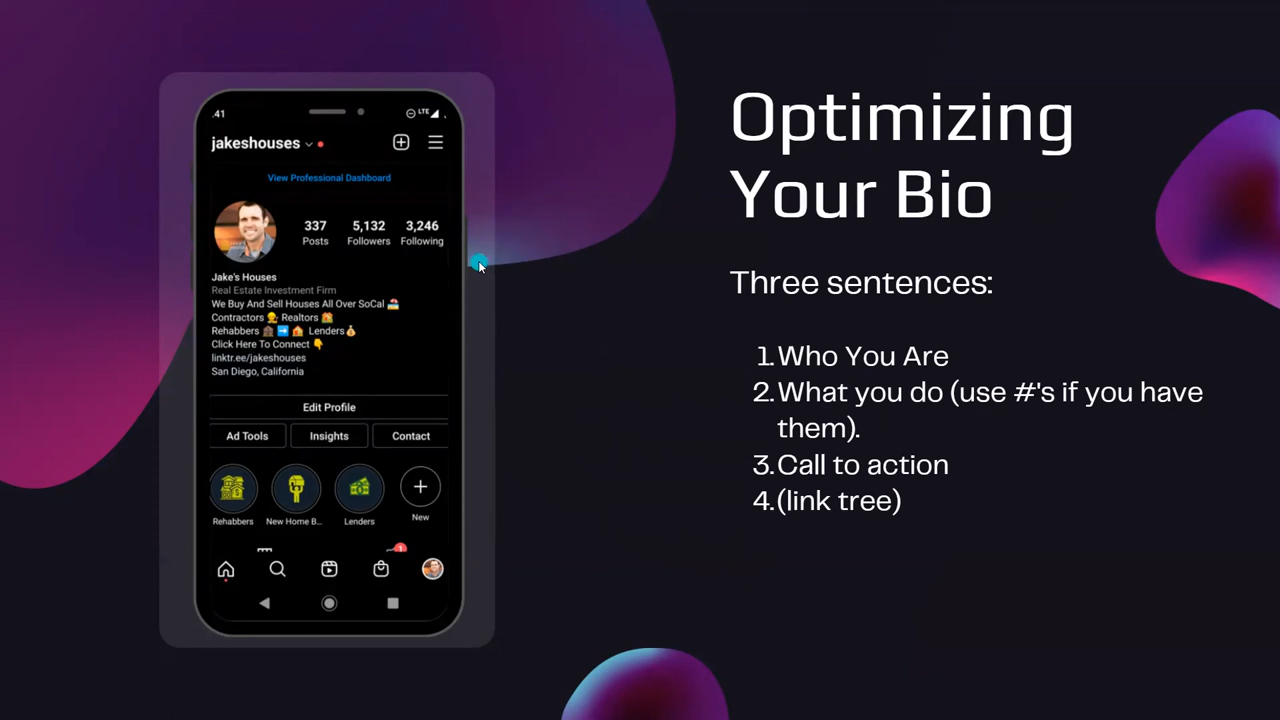 .41 LTE
jakeshouses
View Professional Dashboard
337 5,132 3,246
Posts Followers Following
Jake's Houses
Real Estate Investment Firm
We Buy And Sell Houses All Over SoCal 🏖
Contractors 👷 Realtors 🏡
Rehabbers 🏚 ➡ 🏠 Lenders💰
Click Here To Connect 👇
linktr.ee/jakeshouses
San Diego, California
Edit Profile
Ad Tools Insights Contact
Rehabbers New Home B... Lenders New
1
Optimizing
Your Bio
Three sentences:
1.Who You Are
2.What you do (use #'s if you have
them).
3.Call to action
4.(link tree)